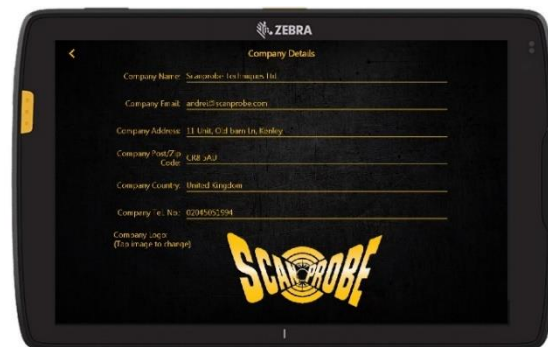 ZEBRA
Company Details
Company Name: Scanprobe Techniques Ltd.
Company Email: andrei@scanprobe.com
Company Address: 11 Unit, Old barn Ln, Kenley
Company Post/Zip
Code: CR8 5AU
Company Country: United Kingdom
Company Tel. No.: 02045051994
Company Logo:
(Tap image to change)
SCANPROBE